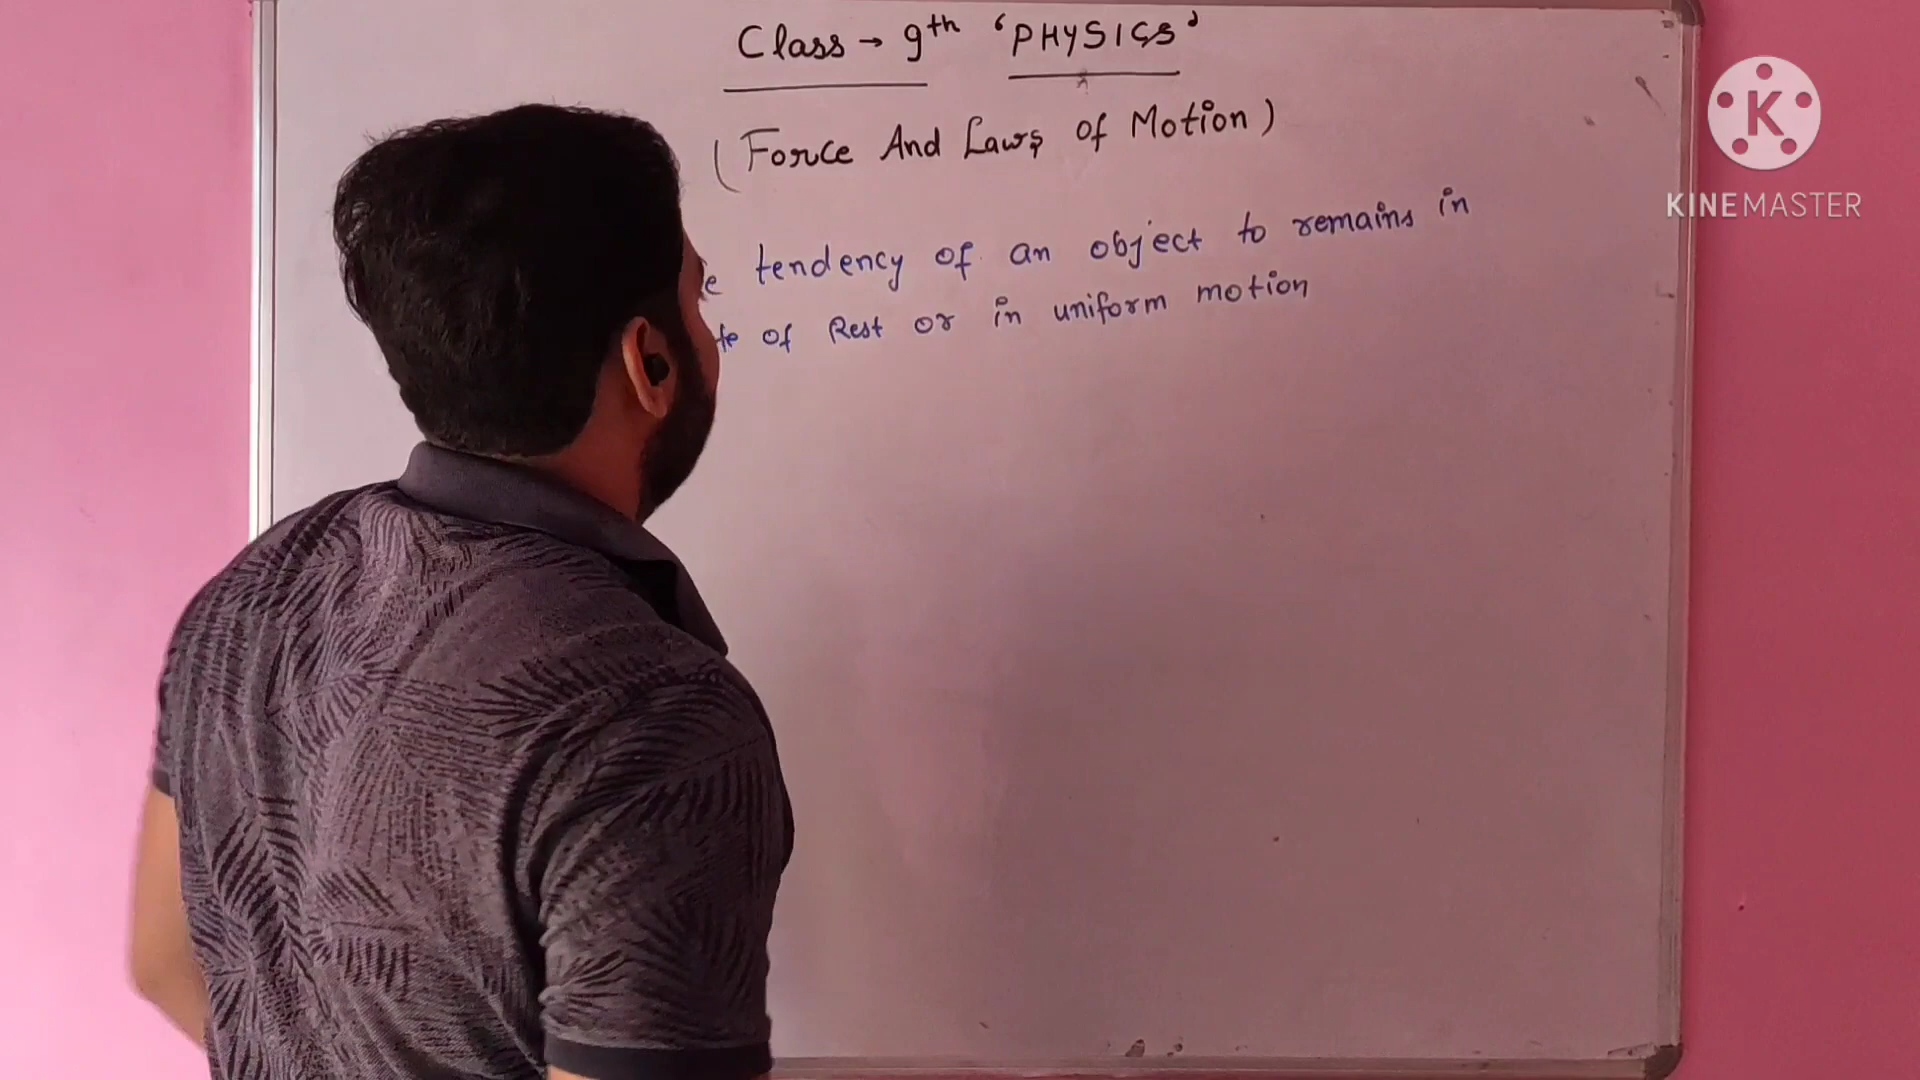 Class → 9th 'PHYSICS'
(Force And Laws of Motion)
tendency of an object to remains in
of Rest or in uniform motion
K
KINEMASTER